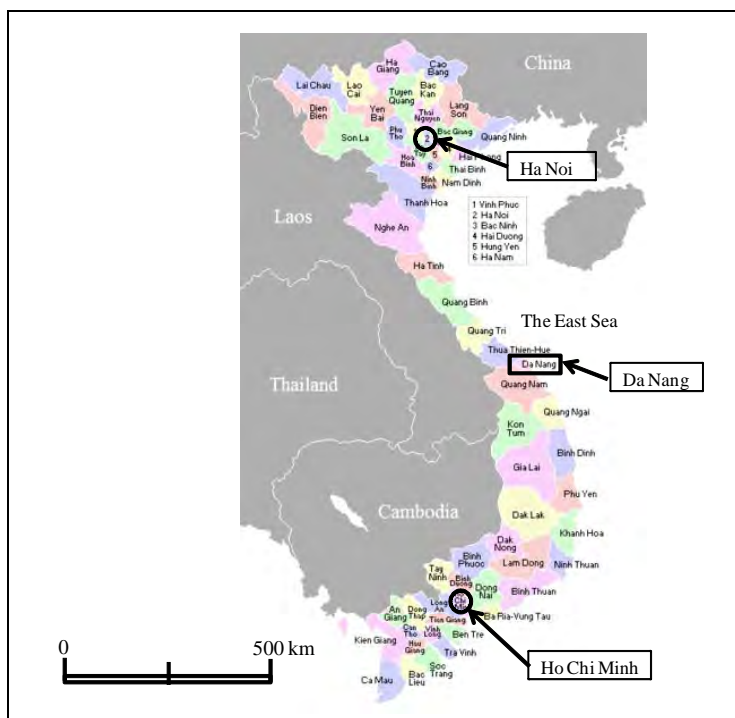 China
Ha
Giang
Cao
Bang
Lai Chau
Lao
Cai
Tuyen
Quang
Bac
Kan
Dien
Bien
Yen
Bai
Thai
Nguyen
Lang
Son
Son La
Phu
Tho
2
Bac Giang
Quang Ninh
Ha Noi
Hoa
Binh
Tay
5
6
Thai Binh
Ninh
Binh
Nam Dinh
Thanh Hoa
1 Vinh Phuc
2 Ha Noi
3 Bac Ninh
4 Hai Duong
5 Hung Yen
6 Ha Nam
Laos
Nghe An
Ha Tinh
Quang Binh
The East Sea
Quang Tri
Thua Thien-Hue
Da Nang
Da Nang
Thailand
Quang Nam
Quang Ngai
Kon
Tum
Binh Dinh
Gia Lai
Phu Yen
Cambodia
Dak Lak
Khanh Hoa
Dak
Nong
Binh
Phuoc
Lam Dong
Ninh Thuan
Tay
Ninh
Binh
Duong
Dong
Nai
Binh Thuan
Long
An
An
Giang
Dong
Thap
Ba Ria-Vung Tau
Tien Giang
Kien Giang
Can
Tho
Vinh
Long
Ben Tre
Hau
Giang
Tra Vinh
Soc
Trang
Bac
Lieu
Ca Mau
Ho Chi Minh
0
500 km